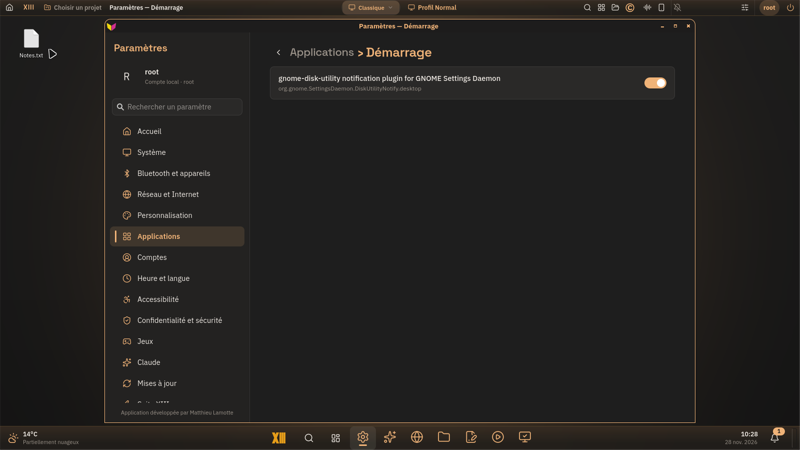 XIII Choisir un projet Paramètres — Démarrage Classique Profil Normal root
Notes.txt
Paramètres — Démarrage
Paramètres
R root
Compte local · root
Rechercher un paramètre
Accueil
Système
Bluetooth et appareils
Réseau et Internet
Personnalisation
Applications
Comptes
Heure et langue
Accessibilité
Confidentialité et sécurité
Jeux
Claude
Mises à jour
Application développée par Matthieu Lamotte
Applications > Démarrage
gnome-disk-utility notification plugin for GNOME Settings Daemon
org.gnome.SettingsDaemon.DiskUtilityNotify.desktop
14°C
Partiellement nuageux
XIII
10:28
28 nov. 2026
1